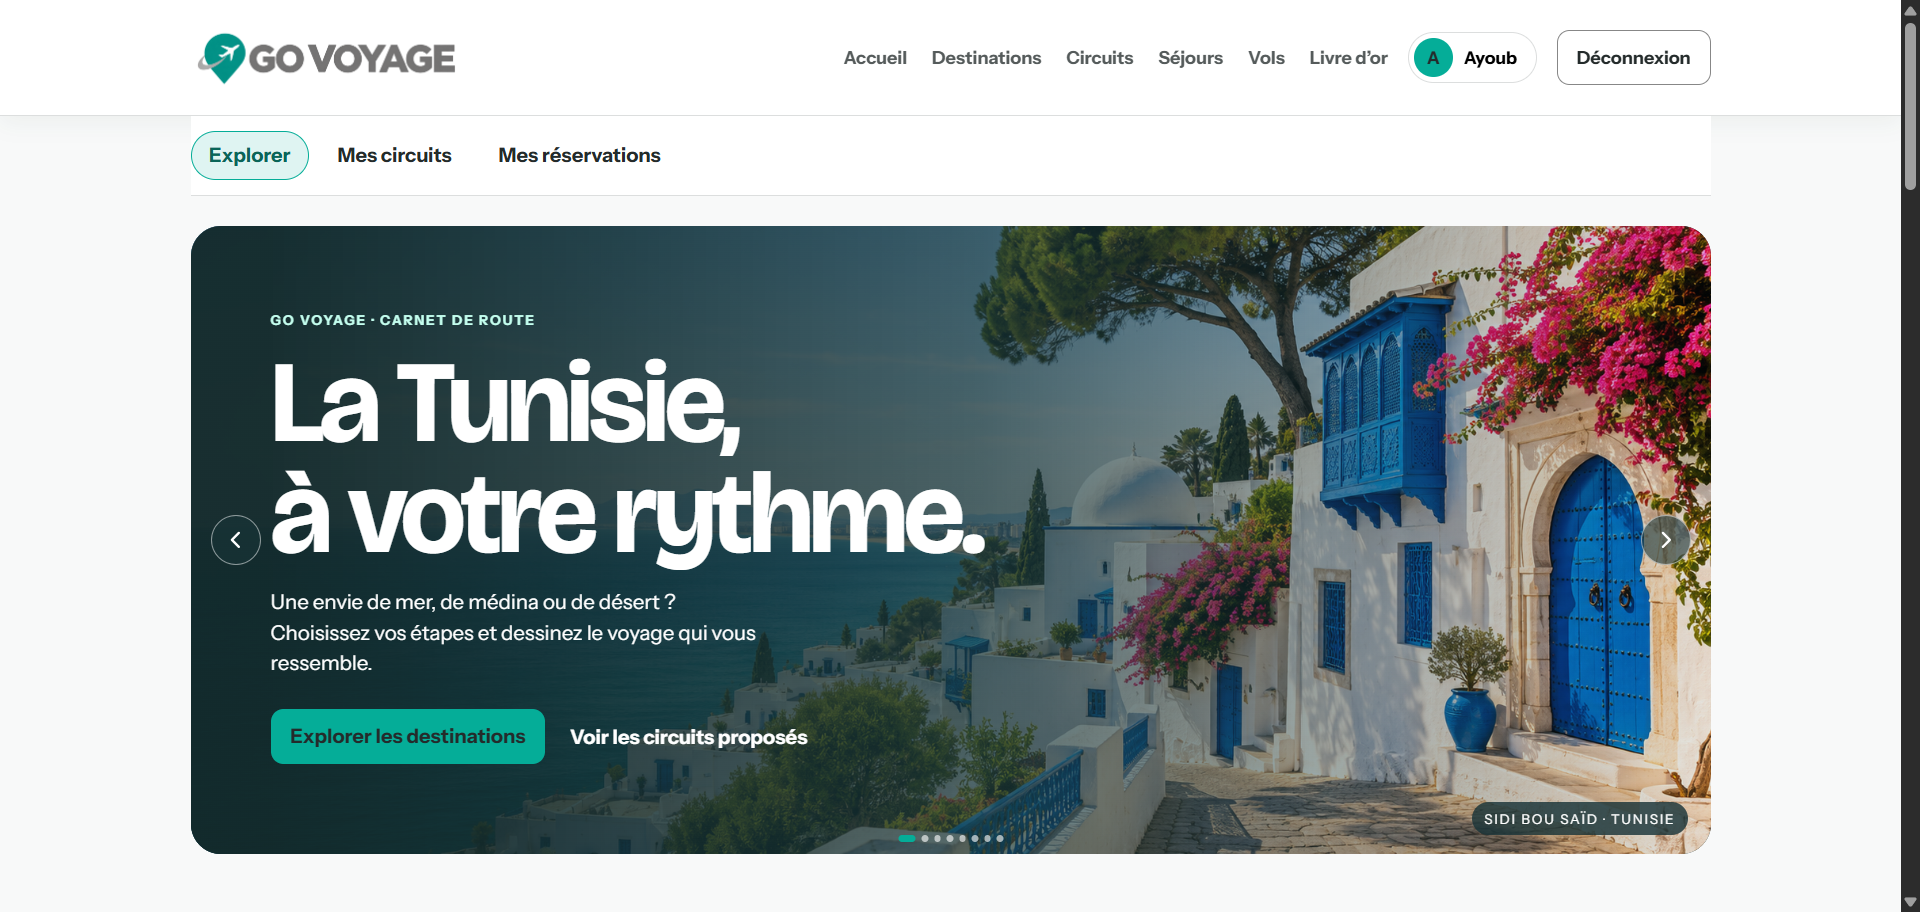 GO VOYAGE
Accueil
Destinations
Circuits
Séjours
Vols
Livre d’or
A
Ayoub
Déconnexion
Explorer
Mes circuits
Mes réservations
GO VOYAGE · CARNET DE ROUTE
La Tunisie,
à votre rythme.
Une envie de mer, de médina ou de désert ?
Choisissez vos étapes et dessinez le voyage qui vous
ressemble.
Explorer les destinations
Voir les circuits proposés
SIDI BOU SAÏD · TUNISIE